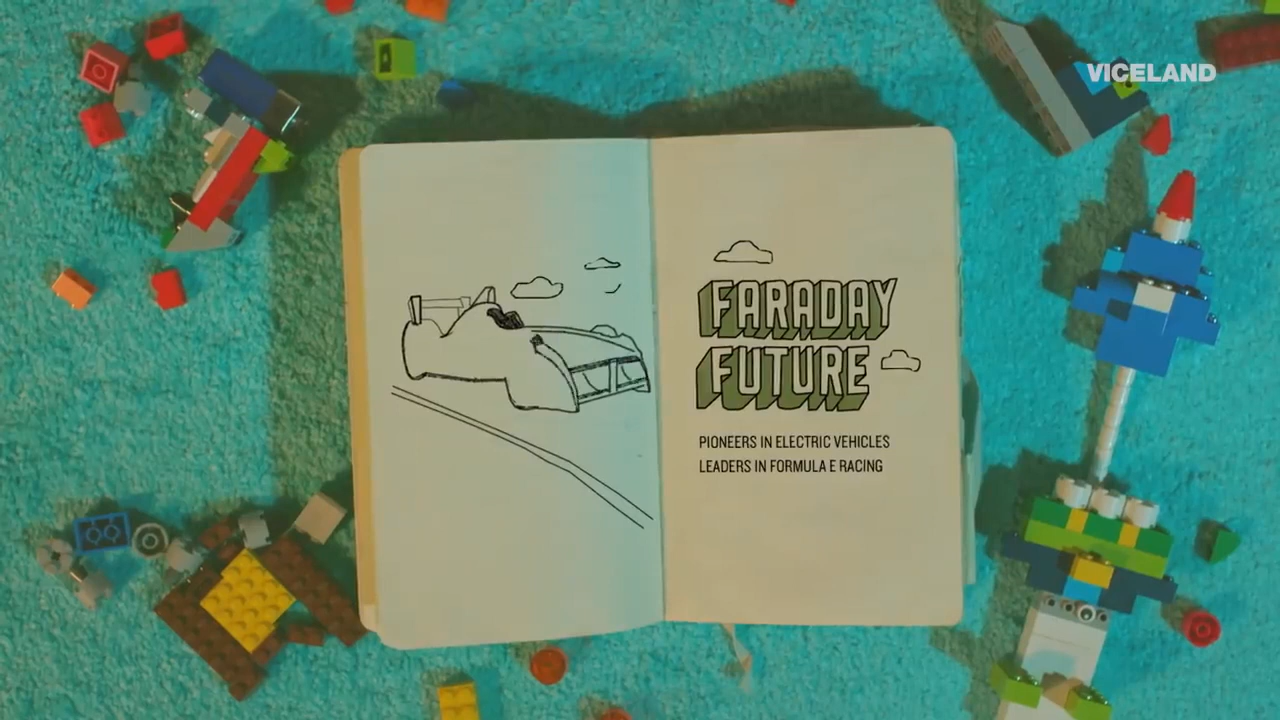 VICELAND
FARADAY
FUTURE
PIONEERS IN ELECTRIC VEHICLES
LEADERS IN FORMULA E RACING